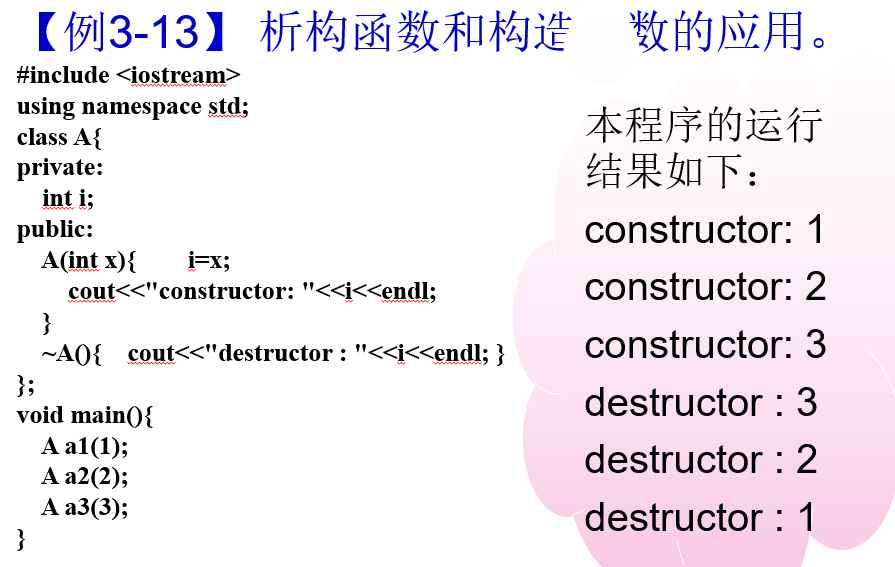 【例3-13】 析构函数和构造 数的应用。
#include <iostream>
using namespace std;
class A{
private:
int i;
public:
A(int x){ i=x;
cout<<"constructor: "<<i<<endl;
}
~A(){ cout<<"destructor : "<<i<<endl; }
};
void main(){
A a1(1);
A a2(2);
A a3(3);
}
本程序的运行
结果如下：
constructor: 1
constructor: 2
constructor: 3
destructor : 3
destructor : 2
destructor : 1